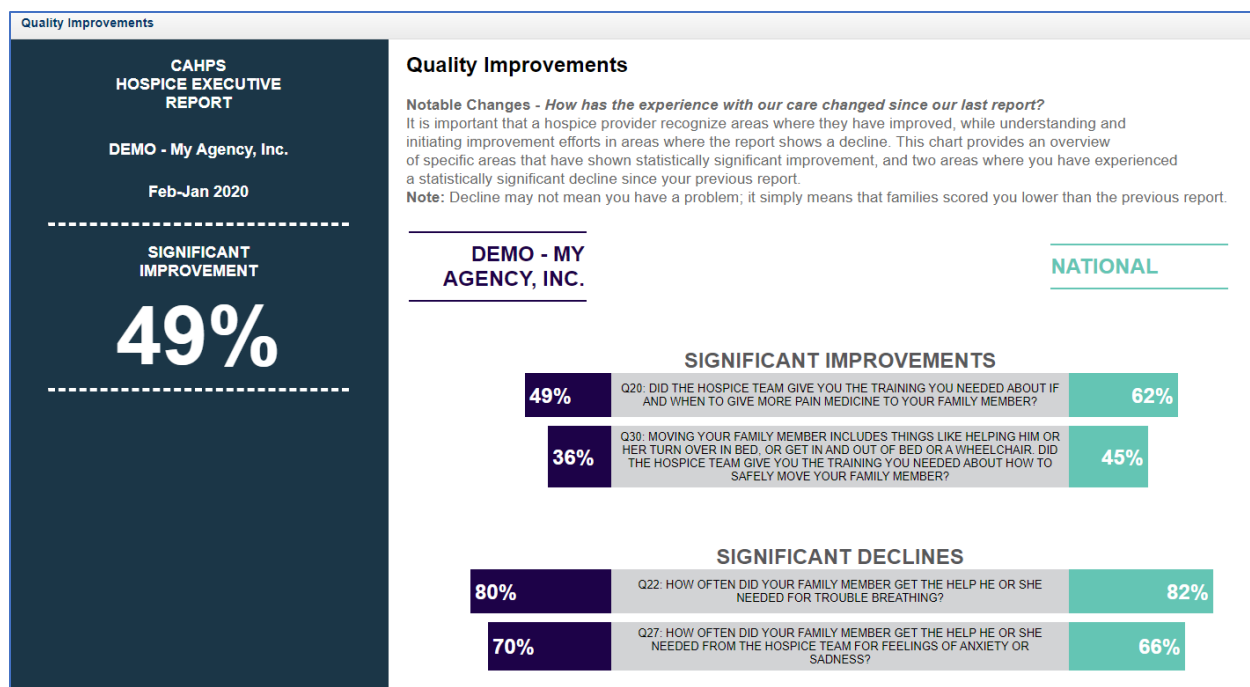 Quality Improvements
CAHPS
HOSPICE EXECUTIVE
REPORT
DEMO - My Agency, Inc.
Feb-Jan 2020
SIGNIFICANT
IMPROVEMENT
49%
Quality Improvements
Notable Changes - How has the experience with our care changed since our last report?
It is important that a hospice provider recognize areas where they have improved, while understanding and
initiating improvement efforts in areas where the report shows a decline. This chart provides an overview
of specific areas that have shown statistically significant improvement, and two areas where you have experienced
a statistically significant decline since your previous report.
Note: Decline may not mean you have a problem; it simply means that families scored you lower than the previous report.
DEMO - MY
AGENCY, INC.
NATIONAL
SIGNIFICANT IMPROVEMENTS
49%
Q20: DID THE HOSPICE TEAM GIVE YOU THE TRAINING YOU NEEDED ABOUT IF
AND WHEN TO GIVE MORE PAIN MEDICINE TO YOUR FAMILY MEMBER?
62%
36%
Q30: MOVING YOUR FAMILY MEMBER INCLUDES THINGS LIKE HELPING HIM OR
HER TURN OVER IN BED, OR GET IN AND OUT OF BED OR A WHEELCHAIR. DID
THE HOSPICE TEAM GIVE YOU THE TRAINING YOU NEEDED ABOUT HOW TO
SAFELY MOVE YOUR FAMILY MEMBER?
45%
SIGNIFICANT DECLINES
80%
Q22: HOW OFTEN DID YOUR FAMILY MEMBER GET THE HELP HE OR SHE
NEEDED FOR TROUBLE BREATHING?
82%
70%
Q27: HOW OFTEN DID YOUR FAMILY MEMBER GET THE HELP HE OR SHE
NEEDED FROM THE HOSPICE TEAM FOR FEELINGS OF ANXIETY OR
SADNESS?
66%